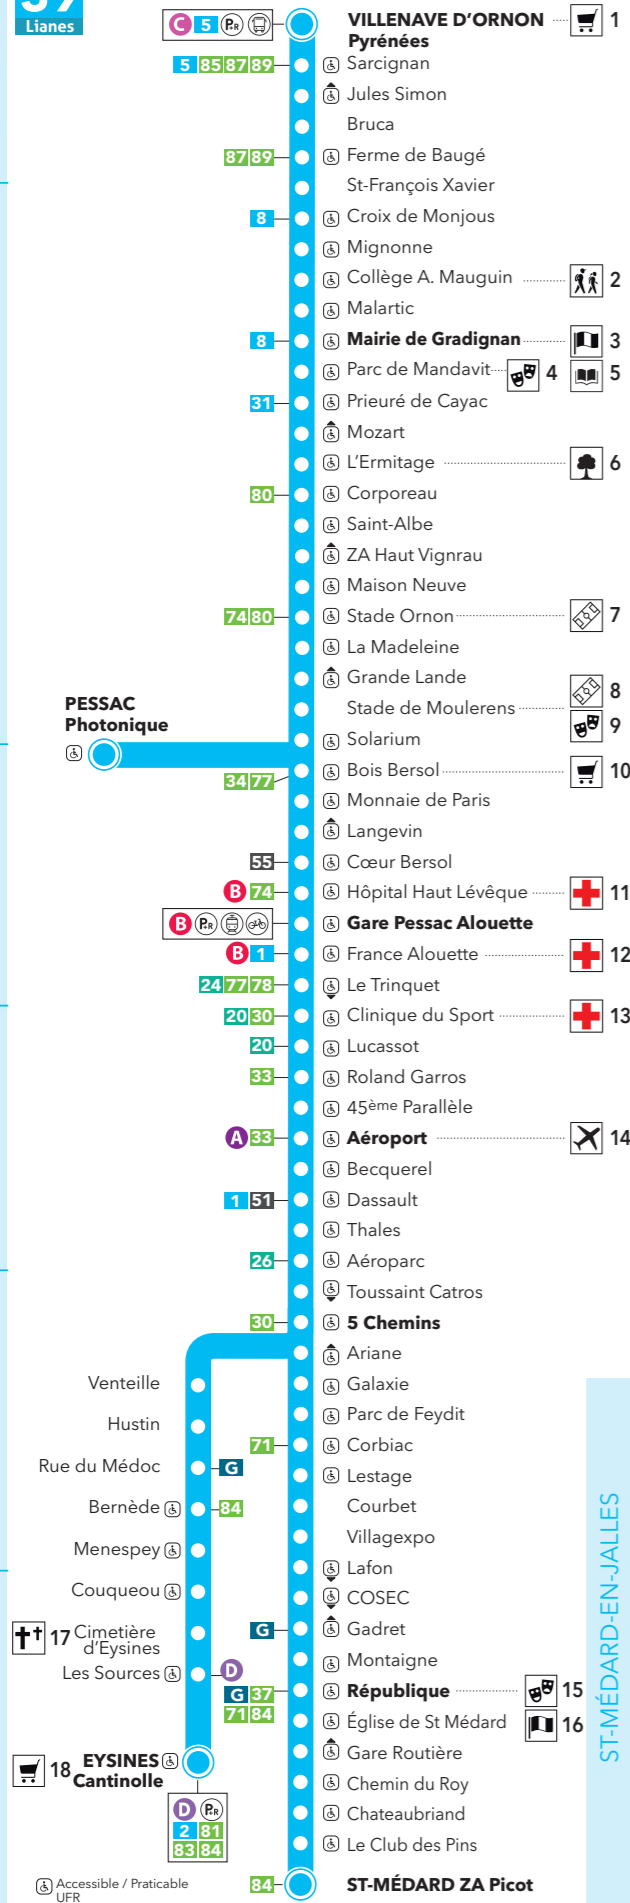 39
Lianes
C 5 P+R VILLENAVE D'ORNON 1
Pyrénées
5 85 87 89 Sarcignan
Jules Simon
Bruca
87 89 Ferme de Baugé
St-François Xavier
8 Croix de Monjous
Mignonne
Collège A. Mauguin 2
Malartic
8 Mairie de Gradignan 3
Parc de Mandavit 4 5
31 Prieuré de Cayac
Mozart
L'Ermitage 6
80 Corporeau
Saint-Albe
ZA Haut Vignrau
Maison Neuve
74 80 Stade Ornon 7
La Madeleine
Grande Lande
8
Stade de Moulerens
9
PESSAC
Photonique
Solarium
34 77 Bois Bersol 10
Monnaie de Paris
Langevin
55 Cœur Bersol
B 74 Hôpital Haut Lévêque 11
B P+R Gare Pessac Alouette
B 1 France Alouette 12
24 77 78 Le Trinquet
20 30 Clinique du Sport 13
20 Lucassot
33 Roland Garros
45ème Parallèle
A 33 Aéroport 14
Becquerel
1 51 Dassault
Thales
26 Aéroparc
Toussaint Catros
30 5 Chemins
Ariane
Galaxie
Parc de Feydit
71 Corbiac
Lestage
Courbet
Villagexpo
Lafon
COSEC
G Gadret
Montaigne
G 37 République 15
71 84
Église de St Médard 16
Gare Routière
Chemin du Roy
Chateaubriand
Le Club des Pins
84 ST-MÉDARD ZA Picot
Venteille
Hustin
Rue du Médoc G
Bernède 84
Menespey
Couqueou
17 Cimetière
d'Eysines
Les Sources D
18 EYSINES
Cantinolle
D P+R
2 81
83 84
ST-MÉDARD-EN-JALLES
Accessible / Praticable
UFR